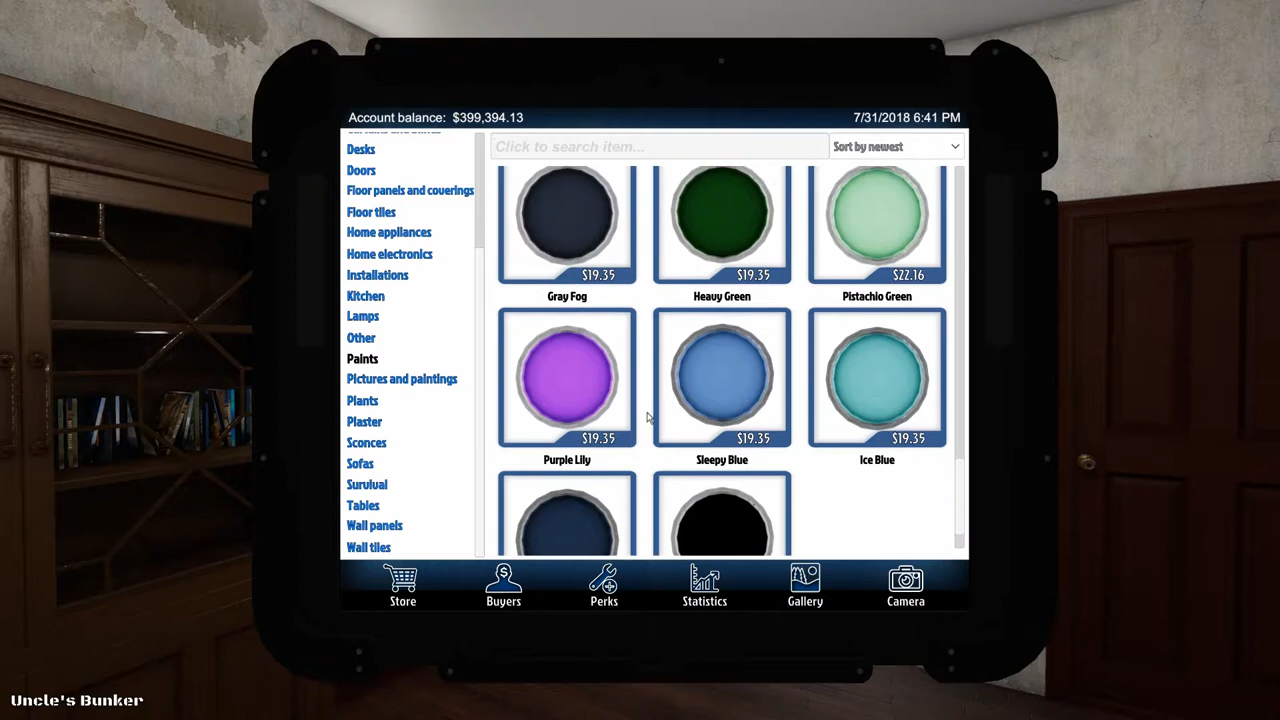 Account balance: $399,394.13
7/31/2018 6:41 PM
Desks
Doors
Floor panels and coverings
Floor tiles
Home appliances
Home electronics
Installations
Kitchen
Lamps
Other
Paints
Pictures and paintings
Plants
Plaster
Sconces
Sofas
Survival
Tables
Wall panels
Wall tiles
Click to search item...
Sort by newest
$19.35
$19.35
$22.16
Gray Fog
Heavy Green
Pistachio Green
$19.35
$19.35
$19.35
Purple Lily
Sleepy Blue
Ice Blue
Store
Buyers
Perks
Statistics
Gallery
Camera
Uncle's Bunker